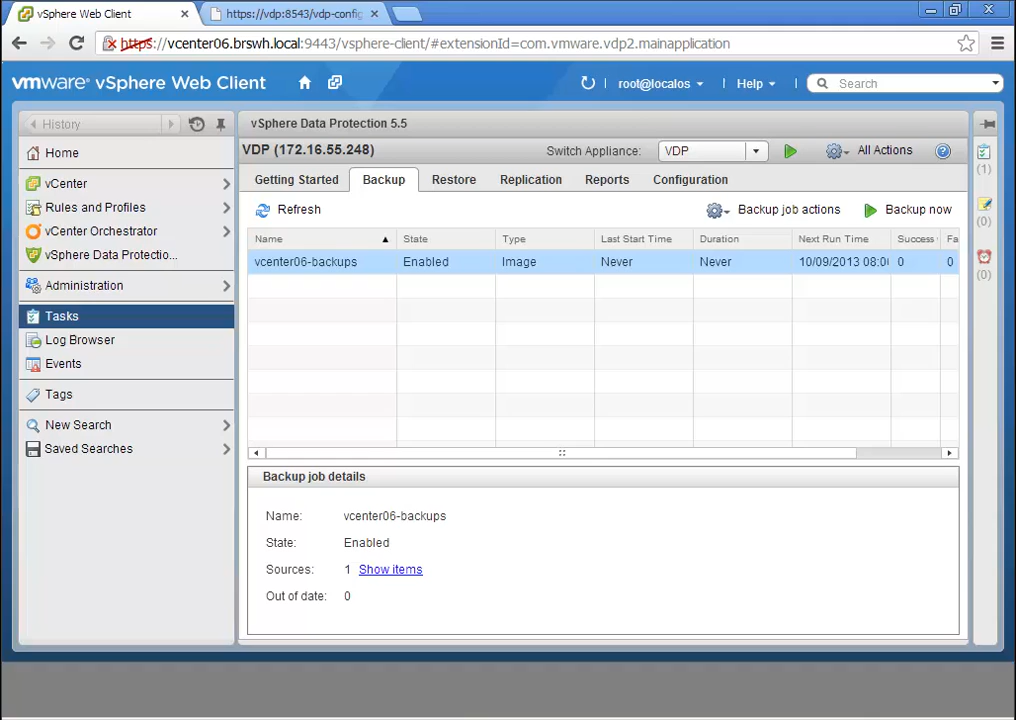 vSphere Web Client
https://vdp:8543/vdp-config
https://vcenter06.brswh.local:9443/vsphere-client/#extensionId=com.vmware.vdp2.mainapplication
vmware vSphere Web Client
root@localos
Help
Search
History
Home
vCenter
Rules and Profiles
vCenter Orchestrator
vSphere Data Protectio...
Administration
Tasks
Log Browser
Events
Tags
New Search
Saved Searches
vSphere Data Protection 5.5
VDP (172.16.55.248)
Switch Appliance: VDP
All Actions
Getting Started Backup Restore Replication Reports Configuration
Refresh
Backup job actions
Backup now
Name State Type Last Start Time Duration Next Run Time Success Fa
vcenter06-backups Enabled Image Never Never 10/09/2013 08:0 0 0
Backup job details
Name: vcenter06-backups
State: Enabled
Sources: 1 Show items
Out of date: 0
(1)
(0)
(0)